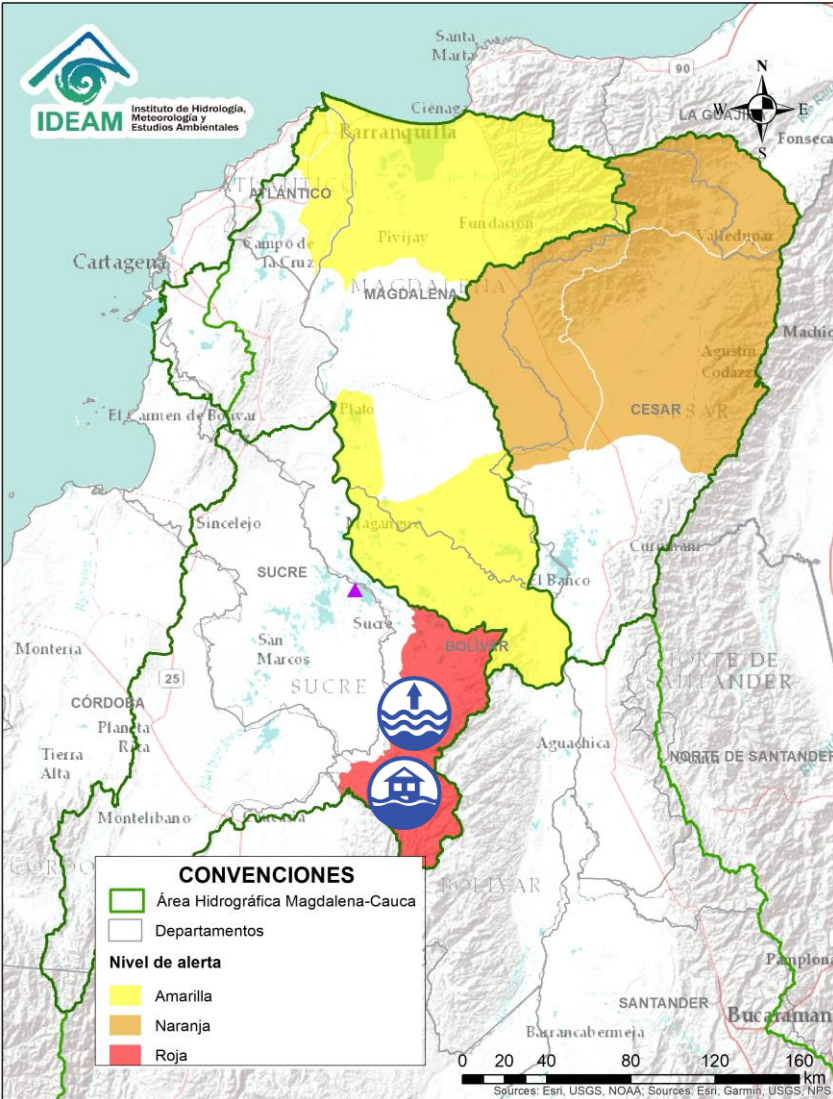 Santa
Marta
90
N
W
E
S
LA GUAJIRA
Fonseca
IDEAM
Instituto de Hidrología,
Meteorología y
Estudios Ambientales
Ciénaga
Barranquilla
ATLÁNTICO
ATLÁNTICO
Campo de
la Cruz
Pivijay
Fundación
Valledupar
Cartagena
MAGDALENA
MAGDALENA
Agustín
Codazzi
El Carmen de Bolívar
Plato
CESAR
CESAR
Sincelejo
Magangué
Curumaní
SUCRE
El Banco
Sucre
San
Marcos
BOLÍVAR
Montería
SUCRE
NORTE DE
SANTANDER
25
CÓRDOBA
Planeta
Rica
Aguachica
NORTE DE SANTANDER
Tierra
Alta
Montelíbano
BOLÍVAR
CONVENCIONES
Área Hidrográfica Magdalena-Cauca
Departamentos
Nivel de alerta
Amarilla
Naranja
Roja
Pamplona
SANTANDER
Barrancabermeja
0 20 40 80 120 160
km
Sources: Esri, USGS, NOAA; Sources: Esri, Garmin, USGS, NPS